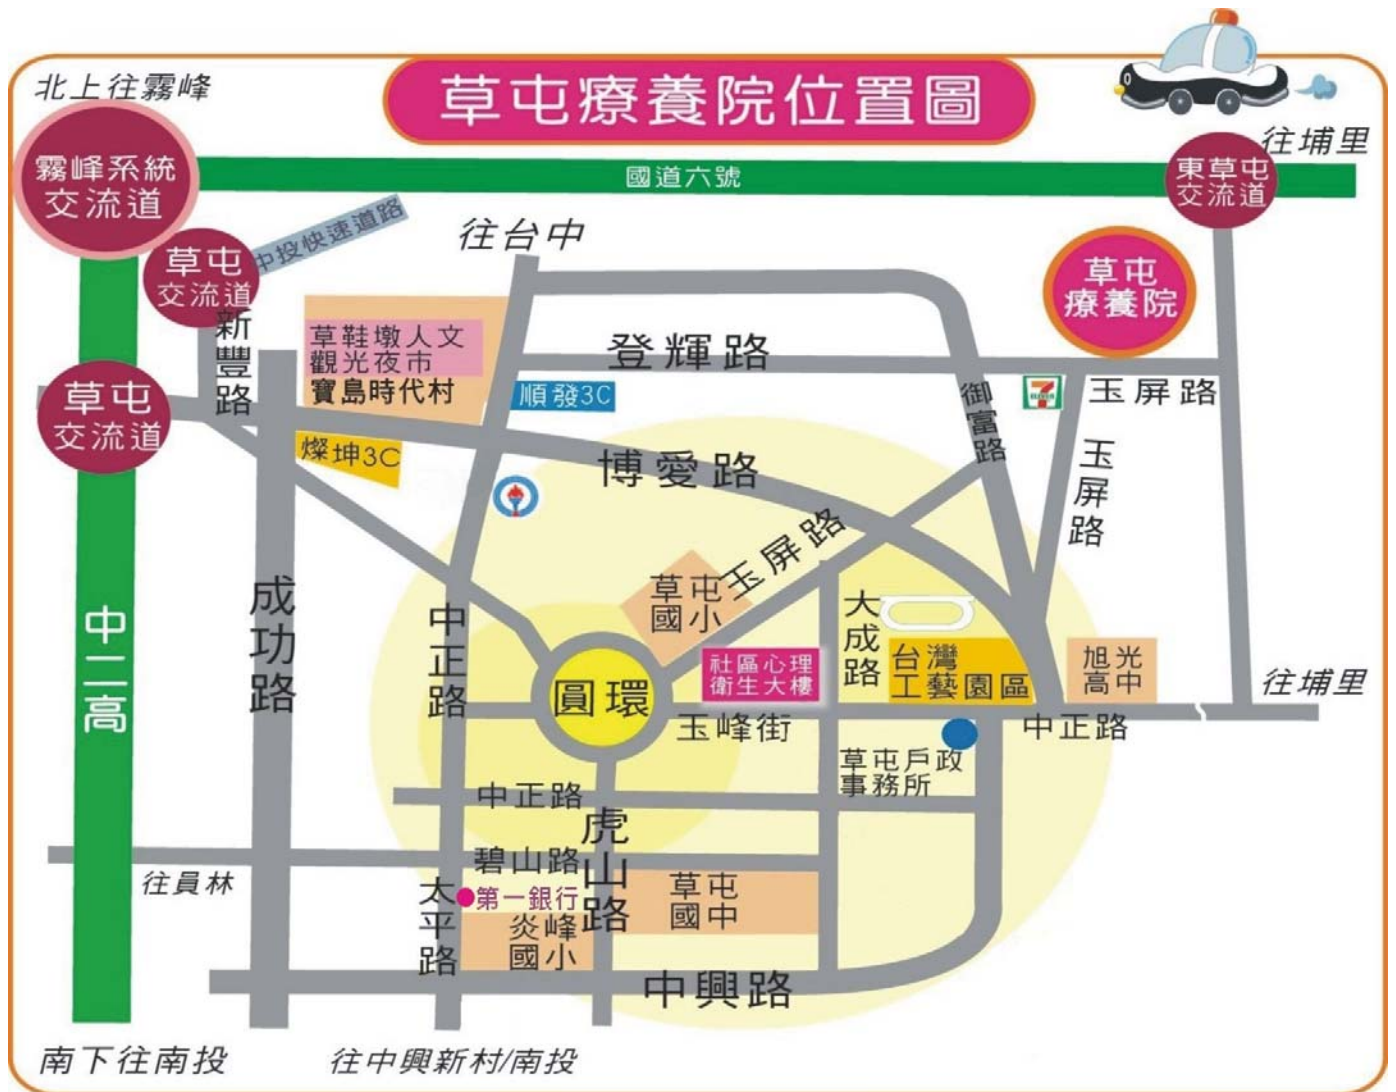 草屯療養院位置圖
北上往霧峰
往埔里
霧峰系統
交流道
國道六號
東草屯
交流道
中投快速道路
往台中
草屯
交流道
草屯
療養院
新豐路
草鞋墩人文
觀光夜市
寶島時代村
登輝路
順發3C
御富路
7
ELEVEN
玉屏路
草屯
交流道
燦坤3C
博愛路
玉屏路
玉屏路
草屯
國小
成功路
中正路
大成路
中二高
圓環
社區心理
衛生大樓
台灣
工藝園區
旭光
高中
往埔里
玉峰街
中正路
草屯戶政
事務所
中正路
虎山路
碧山路
往員林
太平路
第一銀行
草屯
國中
炎峰
國小
中興路
南下往南投
往中興新村/南投